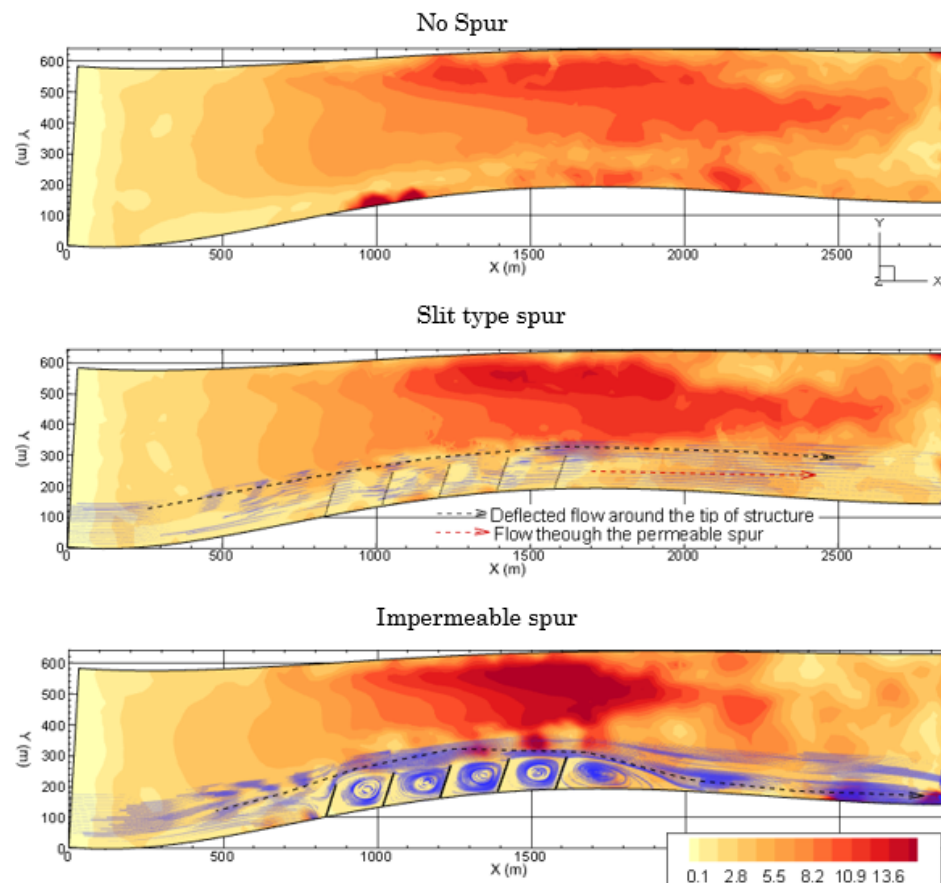 No Spur
600
500
400
300
200
100
0
Y (m)
0 500 1000 1500 2000 2500
X (m)
Y
Z X
Slit type spur
600
500
400
300
200
100
0
Y (m)
Deflected flow around the tip of structure
Flow theough the permeable spur
0 500 1000 1500 2000 2500
X (m)
Impermeable spur
600
500
400
300
200
100
0
Y (m)
0 500 1000 1500
X (m)
0.1 2.8 5.5 8.2 10.9 13.6